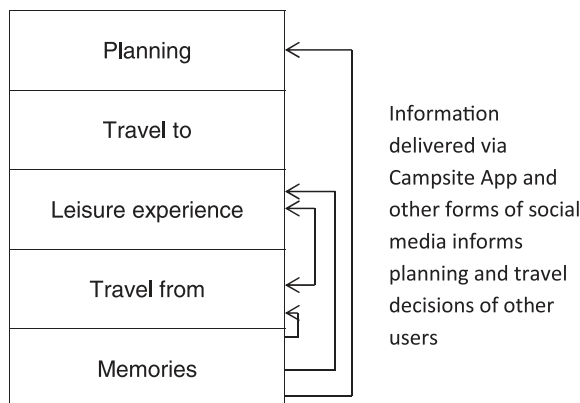 Planning
Travel to
Leisure experience
Travel from
Memories
Information
delivered via
Campsite App and
other forms of social
media informs
planning and travel
decisions of other
users